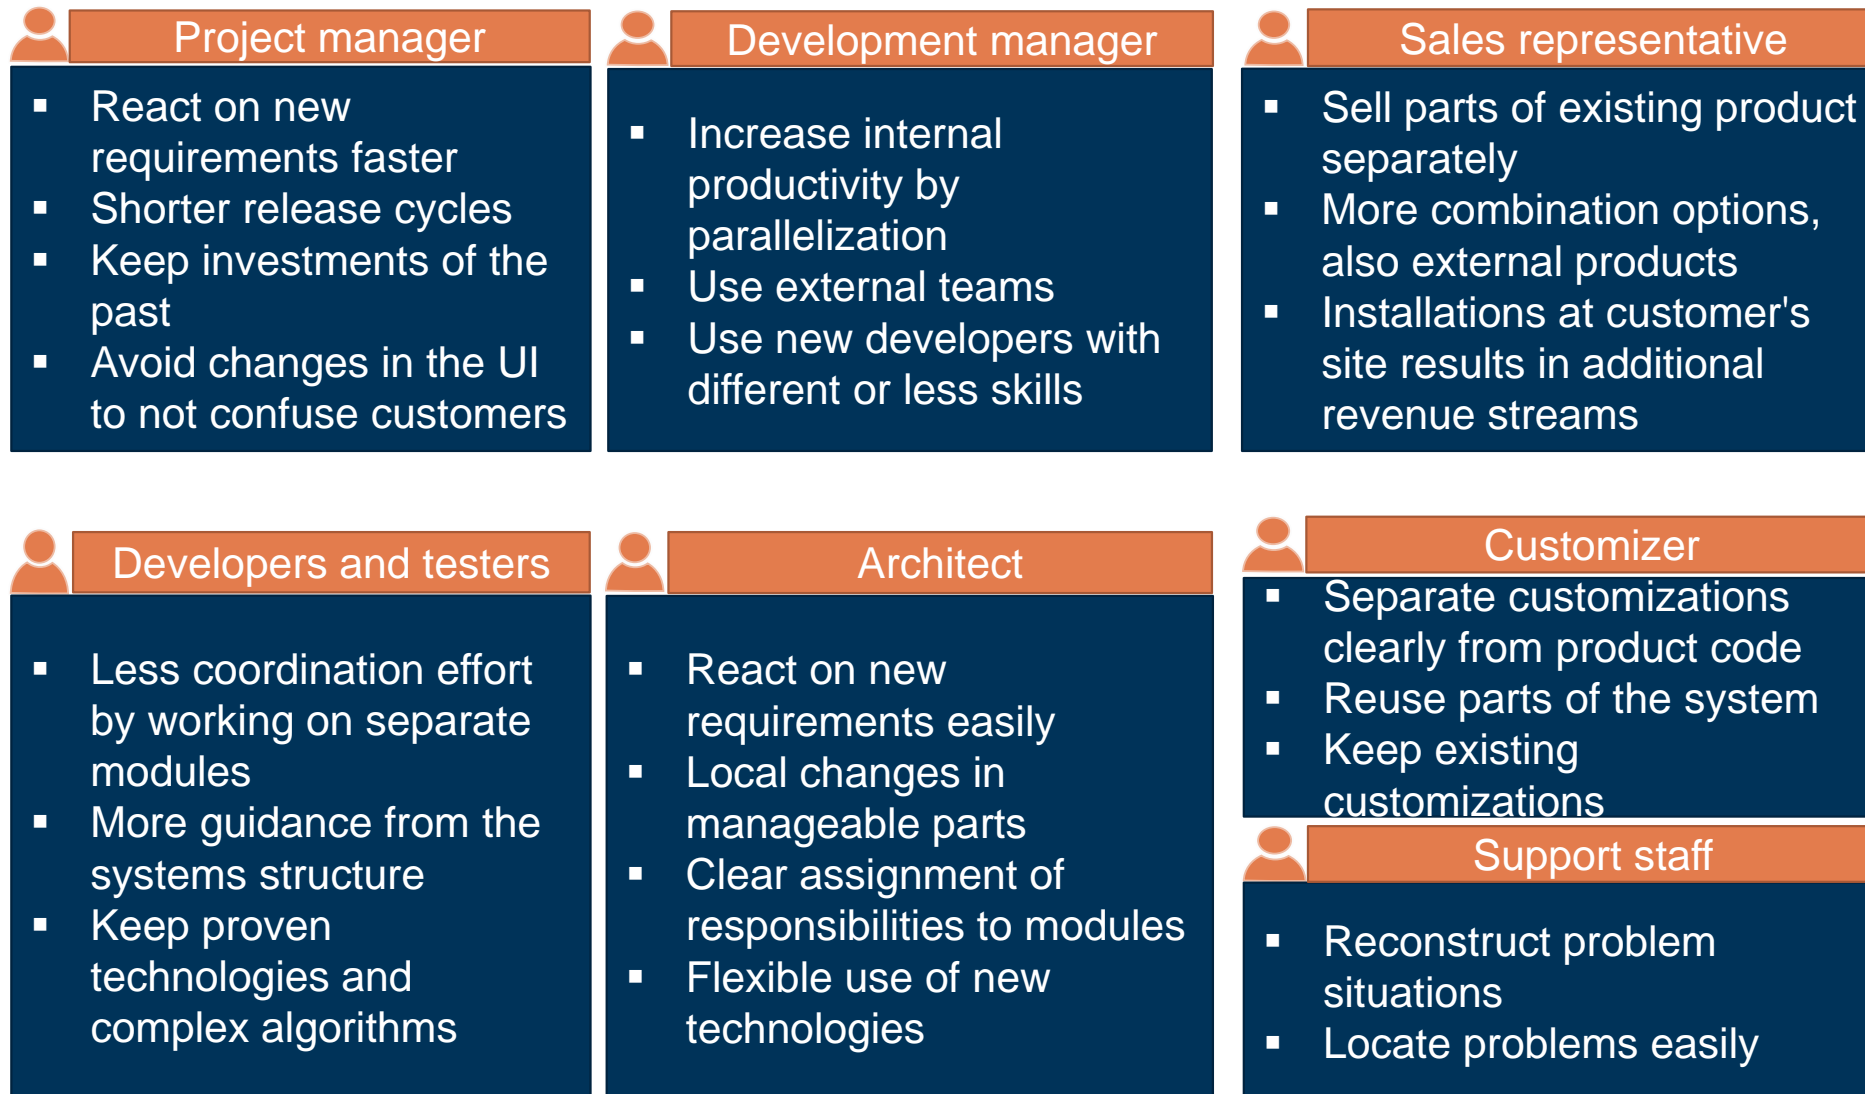 Project manager
▪ React on new
requirements faster
▪ Shorter release cycles
▪ Keep investments of the
past
▪ Avoid changes in the UI
to not confuse customers
Development manager
▪ Increase internal
productivity by
parallelization
▪ Use external teams
▪ Use new developers with
different or less skills
Sales representative
▪ Sell parts of existing product
separately
▪ More combination options,
also external products
▪ Installations at customer's
site results in additional
revenue streams
Developers and testers
▪ Less coordination effort
by working on separate
modules
▪ More guidance from the
systems structure
▪ Keep proven
technologies and
complex algorithms
Architect
▪ React on new
requirements easily
▪ Local changes in
manageable parts
▪ Clear assignment of
responsibilities to modules
▪ Flexible use of new
technologies
Customizer
▪ Separate customizations
clearly from product code
▪ Reuse parts of the system
▪ Keep existing
customizations
Support staff
▪ Reconstruct problem
situations
▪ Locate problems easily